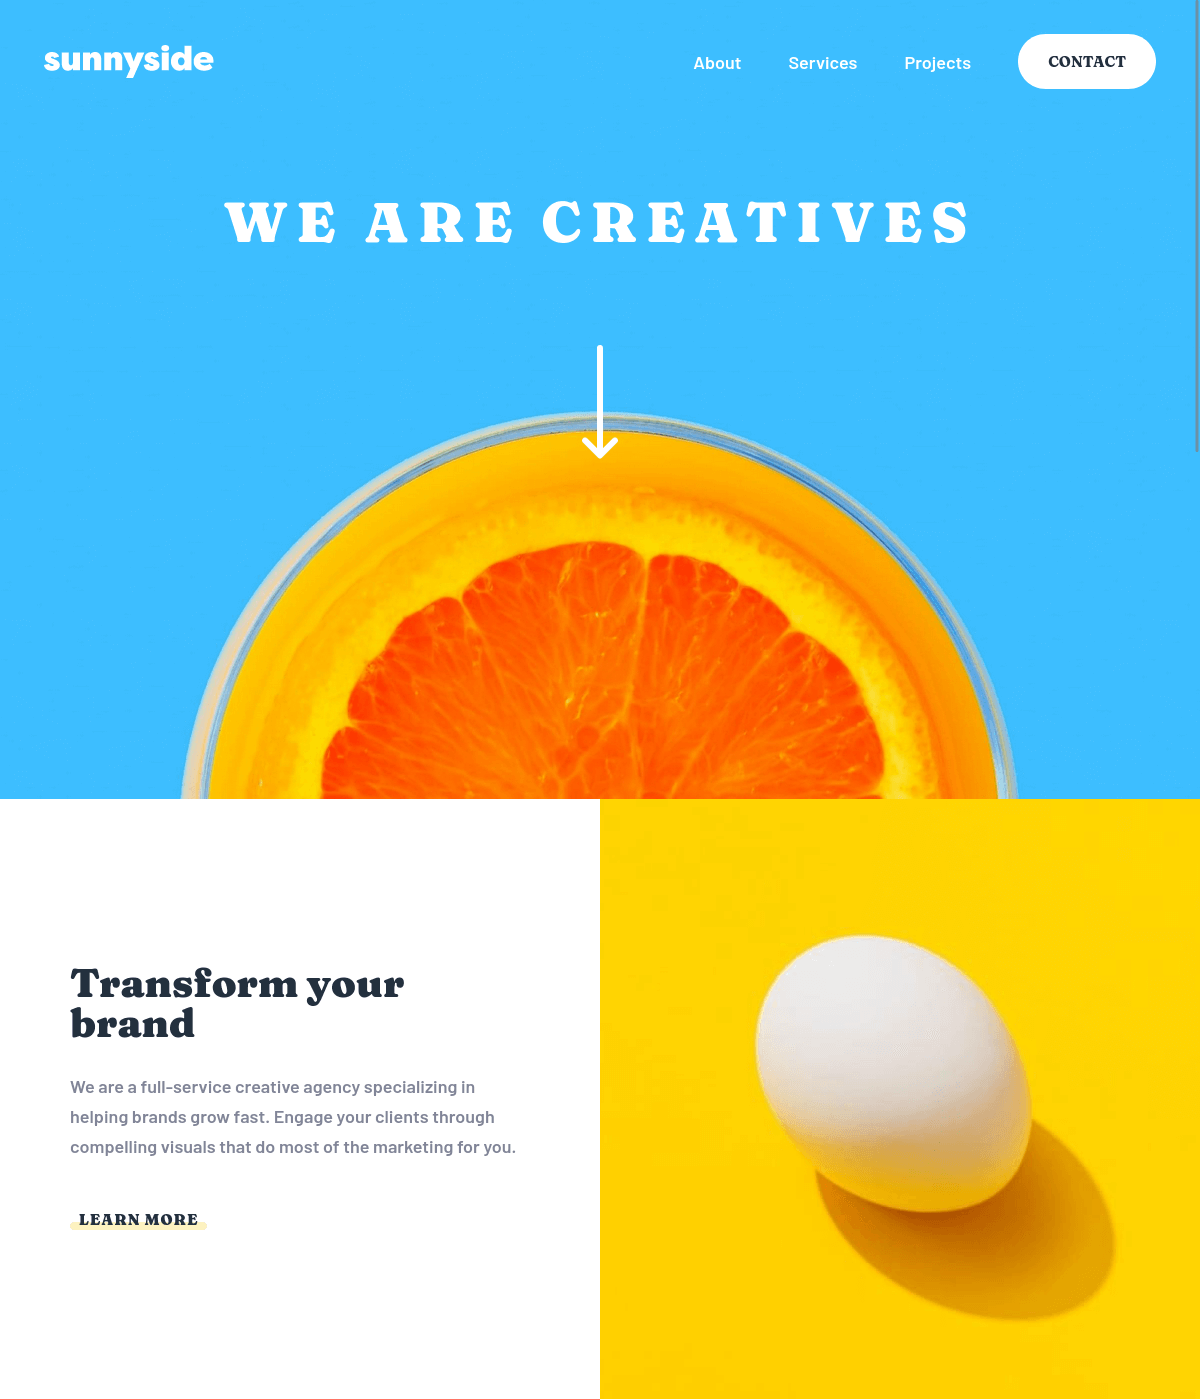 sunnyside
About Services Projects CONTACT
WE ARE CREATIVES
Transform your
brand
We are a full-service creative agency specializing in
helping brands grow fast. Engage your clients through
compelling visuals that do most of the marketing for you.
LEARN MORE